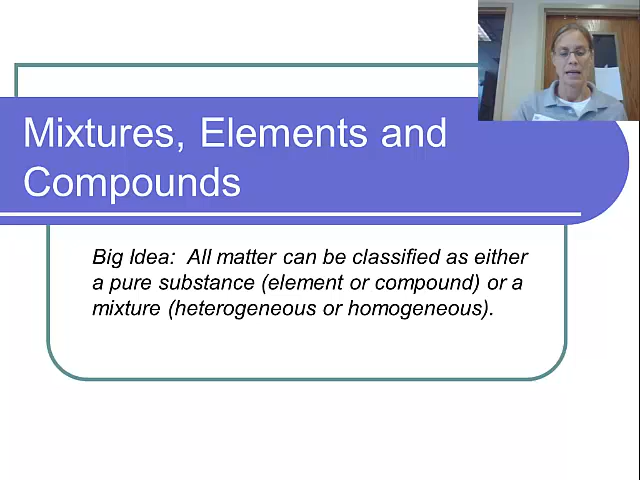 Mixtures, Elements and
Compounds
Big Idea:  All matter can be classified as either
a pure substance (element or compound) or a
mixture (heterogeneous or homogeneous).